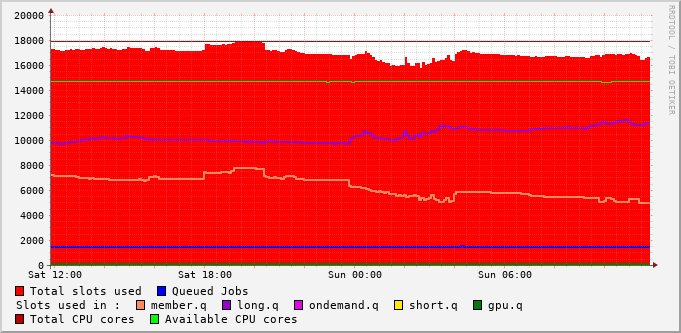 RRDTOOL / TOBI OETIKER
20000
18000
16000
14000
12000
10000
8000
6000
4000
2000
0
Sat 12:00 Sat 18:00 Sun 00:00 Sun 06:00
Total slots used Queued Jobs
Slots used in : member.q long.q ondemand.q short.q gpu.q
Total CPU cores Available CPU cores